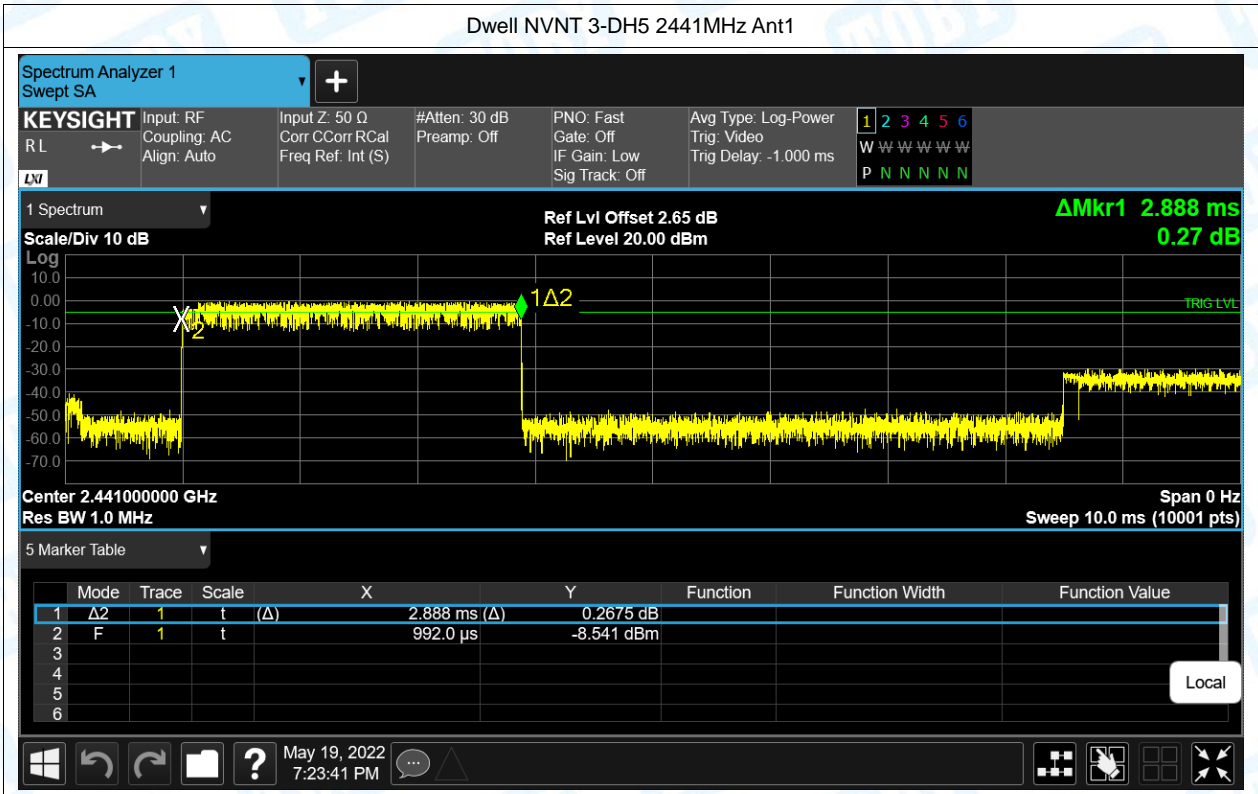 Dwell NVNT 3-DH5 2441MHz Ant1
Spectrum Analyzer 1
Swept SA
KEYSIGHT Input: RF Input Z: 50 Ω #Atten: 30 dB PNO: Fast Avg Type: Log-Power 1 2 3 4 5 6
RL Coupling: AC Corr CCorr RCal Preamp: Off Gate: Off Trig: Video W W W W W W
Align: Auto Freq Ref: Int (S) IF Gain: Low Trig Delay: -1.000 ms
LXI Sig Track: Off P N N N N N
1 Spectrum Ref Lvl Offset 2.65 dB ΔMkr1 2.888 ms
Scale/Div 10 dB Ref Level 20.00 dBm 0.27 dB
Log
10.0
0.00 1Δ2 TRIG LVL
-10.0 X2
-20.0
-30.0
-40.0
-50.0
-60.0
-70.0
Center 2.441000000 GHz Span 0 Hz
Res BW 1.0 MHz Sweep 10.0 ms (10001 pts)
5 Marker Table
Mode Trace Scale X Y Function Function Width Function Value
1 Δ2 1 t (Δ) 2.888 ms (Δ) 0.2675 dB
2 F 1 t 992.0 µs -8.541 dBm
3
4
5
6
Local
? May 19, 2022
7:23:41 PM